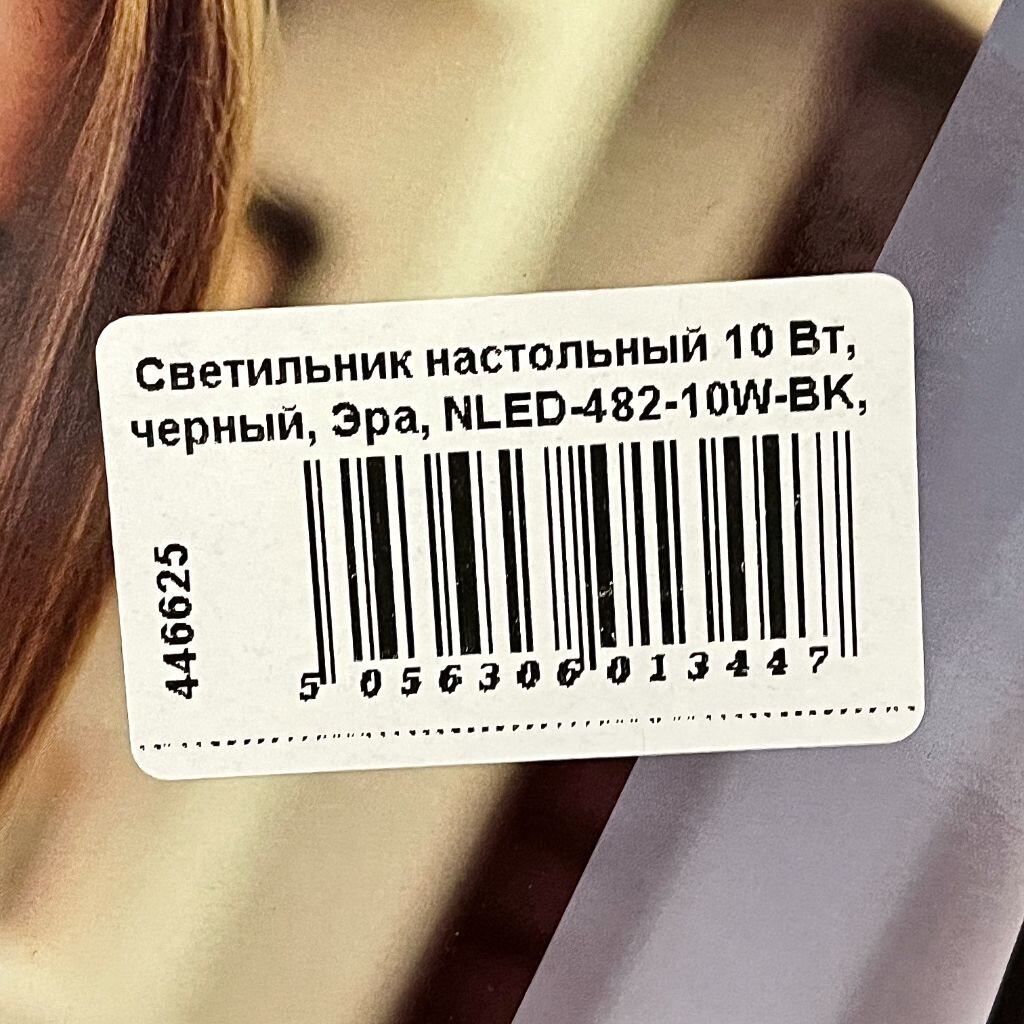 Светильник настольный 10 Вт,
черный, Эра, NLED-482-10W-BK,
446625
5 056306 013447